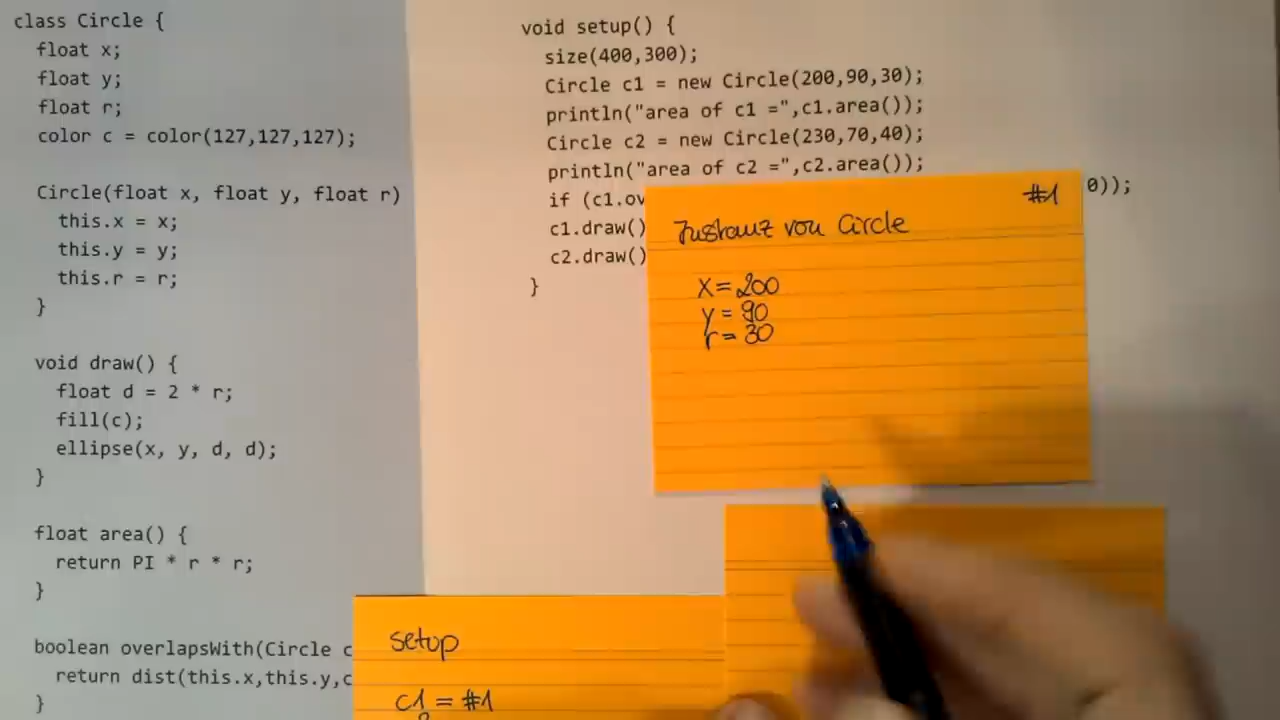 class Circle {
float x;
float y;
float r;
color c = color(127,127,127);
Circle(float x, float y, float r)
this.x = x;
this.y = y;
this.r = r;
}
void draw() {
float d = 2 * r;
fill(c);
ellipse(x, y, d, d);
}
float area() {
return PI * r * r;
}
boolean overlapsWith(Circle c
return dist(this.x,this.y,c
}
void setup() {
size(400,300);
Circle c1 = new Circle(200,90,30);
println("area of c1 =",c1.area());
Circle c2 = new Circle(230,70,40);
println("area of c2 =",c2.area());
if (c1.ov 0));
c1.draw()
c2.draw()
}
#1
Instanz von Circle
x = 200
y = 90
r = 30
setup
c1 = #1